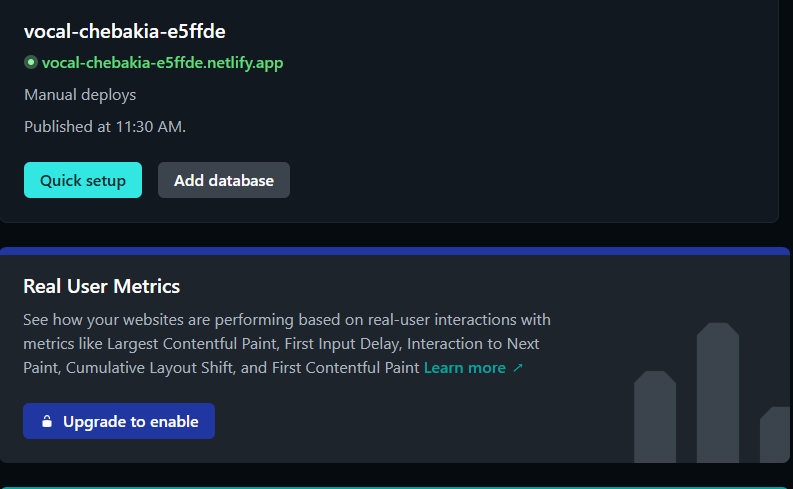 vocal-chebakia-e5ffde
vocal-chebakia-e5ffde.netlify.app
Manual deploys
Published at 11:30 AM.
Quick setup
Add database
Real User Metrics
See how your websites are performing based on real-user interactions with
metrics like Largest Contentful Paint, First Input Delay, Interaction to Next
Paint, Cumulative Layout Shift, and First Contentful Paint Learn more ↗
Upgrade to enable